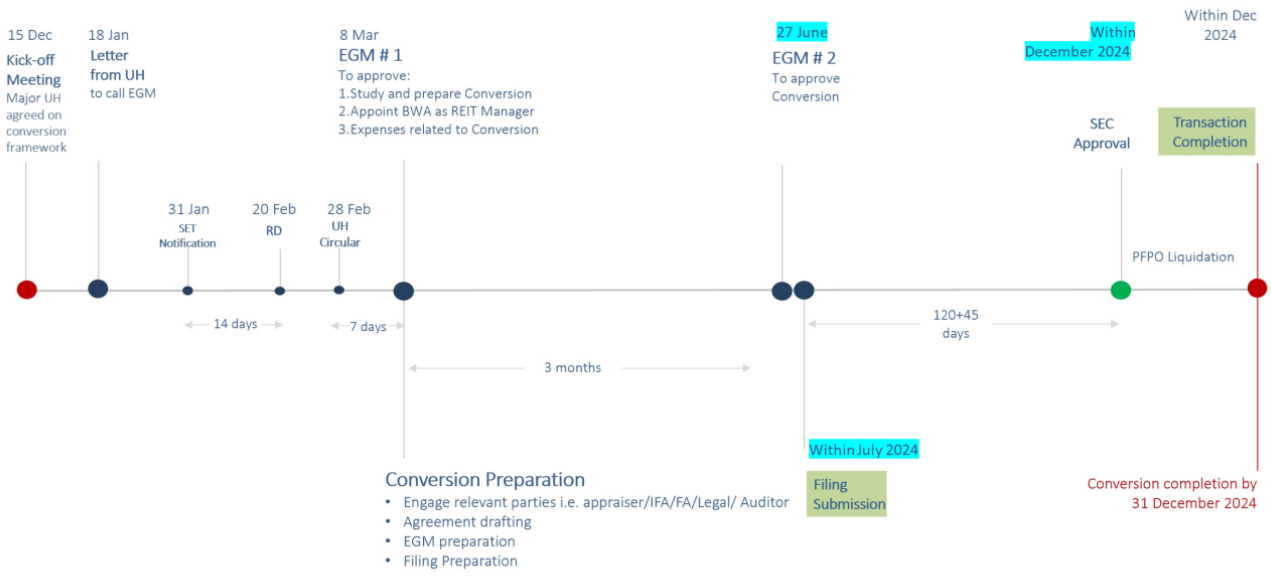 15 Dec
Kick-off
Meeting
Major UH
agreed on
conversion
framework
18 Jan
Letter
from UH
to call EGM
31 Jan
SET
Notification
20 Feb
RD
28 Feb
UH
Circular
8 Mar
EGM # 1
To approve:
1.Study and prepare Conversion
2.Appoint BWA as REIT Manager
3.Expenses related to Conversion
27 June
EGM # 2
To approve
Conversion
Within
December 2024
SEC
Approval
Within Dec
2024
Transaction
Completion
PFPO Liquidation
14 days
7 days
120+45
days
3 months
Conversion Preparation
• Engage relevant parties i.e. appraiser/IFA/FA/Legal/ Auditor
• Agreement drafting
• EGM preparation
• Filing Preparation
Within July 2024
Filing
Submission
Conversion completion by
31 December 2024